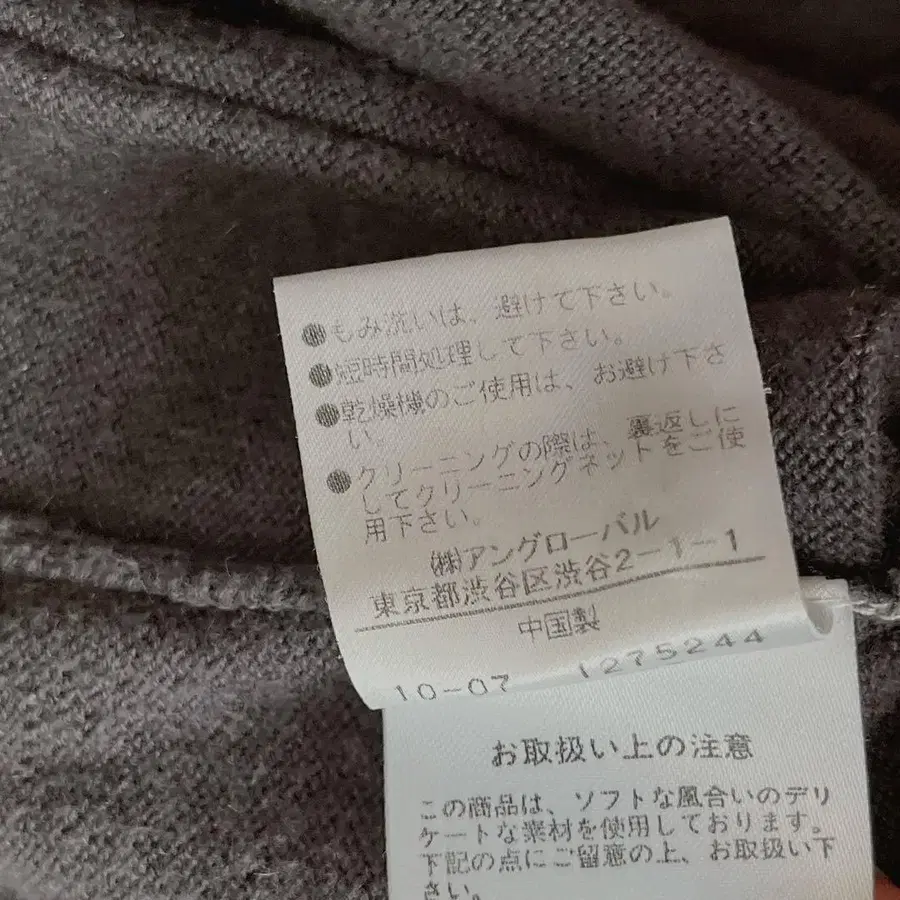 ●もみ洗いは、避けて下さい。
●短時間処理して下さい。
●乾燥機のご使用は、お避け下さ
い。
●クリーニングの際は、裏返しに
してクリーニングネットをご使
用下さい。
㈱アングローバル
東京都渋谷区渋谷2-1-1
中国製
10-07 1275244
お取扱い上の注意
この商品は、ソフトな風合いのデリ
ケートな素材を使用しております。
下記の点にご留意の上、お取扱い下
さい。